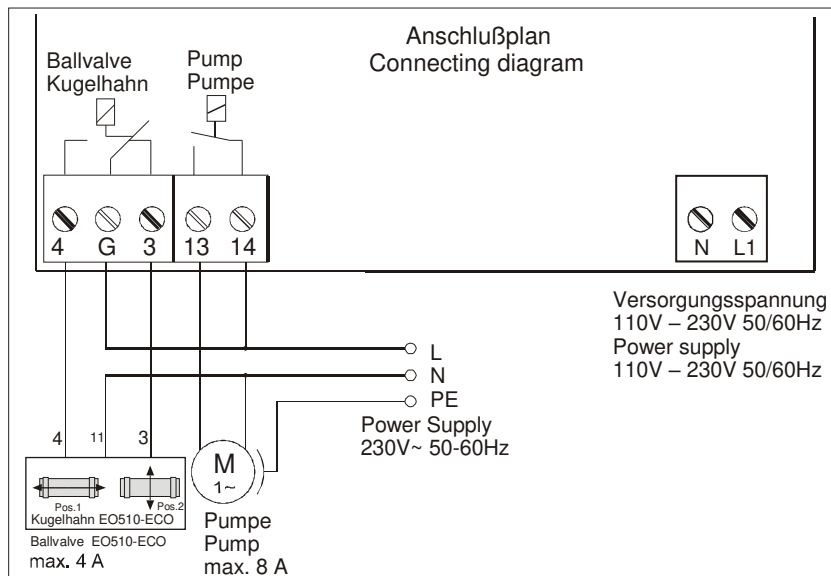 Anschlußplan
Connecting diagram
Ballvalve
Kugelhahn
Pump
Pumpe
4 G 3 13 14
N L1
Versorgungsspannung
110V – 230V 50/60Hz
Power supply
110V – 230V 50/60Hz
L
N
PE
Power Supply
230V~ 50-60Hz
4 11 3
M
1~
Pos.1 Pos.2
Kugelhahn EO510-ECO
Ballvalve EO510-ECO
max. 4 A
Pumpe
Pump
max. 8 A